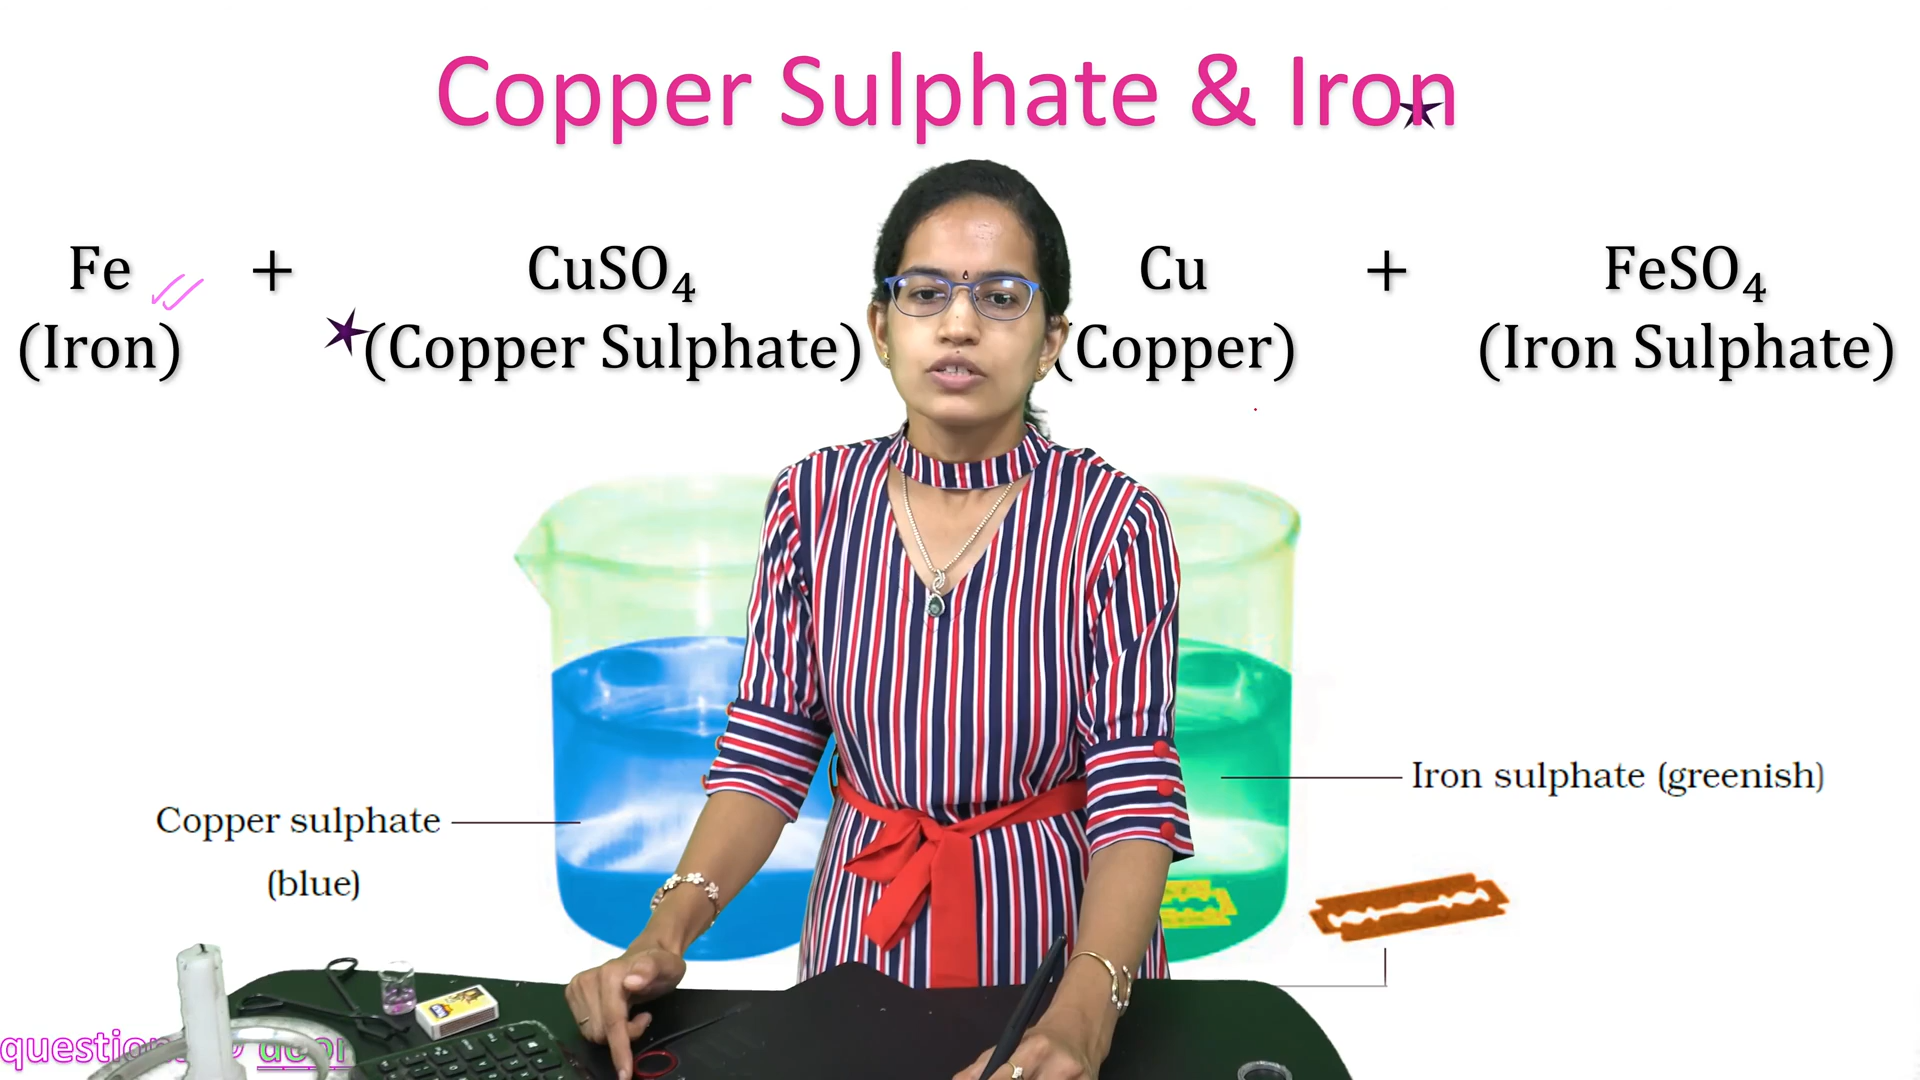 Copper Sulphate & Iron
Fe + CuSO₄ Cu + FeSO₄
(Iron) (Copper Sulphate) (Copper) (Iron Sulphate)
Iron sulphate (greenish)
Copper sulphate
(blue)